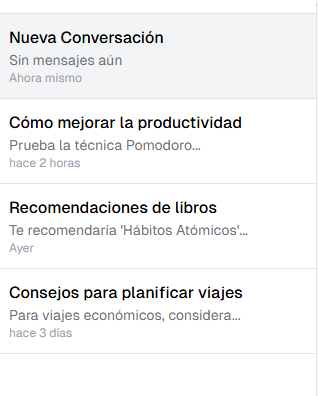 Nueva Conversación
Sin mensajes aún
Ahora mismo
Cómo mejorar la productividad
Prueba la técnica Pomodoro...
hace 2 horas
Recomendaciones de libros
Te recomendaría 'Hábitos Atómicos'...
Ayer
Consejos para planificar viajes
Para viajes económicos, considera...
hace 3 días